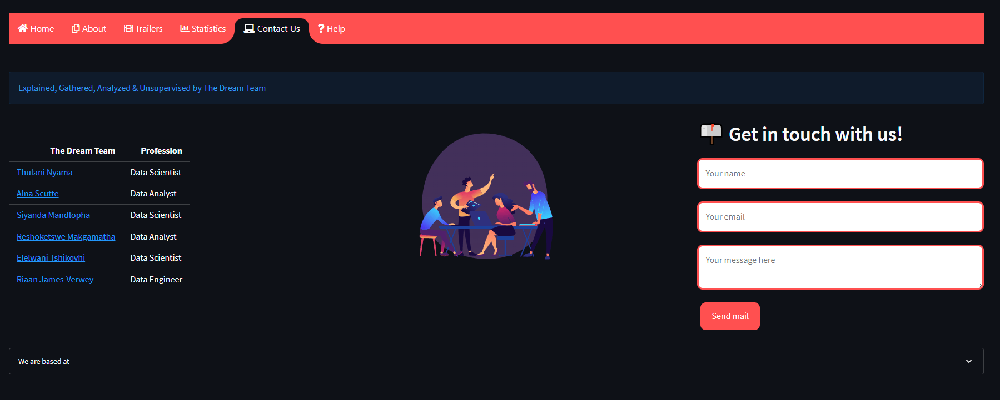 Home About Trailers Statistics Contact Us Help
Explained, Gathered, Analyzed & Unsupervised by The Dream Team
The Dream Team Profession
Thulani Nyama Data Scientist
Alna Scutte Data Analyst
Siyanda Mandlopha Data Scientist
Reshoketswe Makgamatha Data Analyst
Elelwani Tshikovhi Data Scientist
Riaan James-Verwey Data Engineer
Get in touch with us!
Your name
Your email
Your message here
Send mail
We are based at